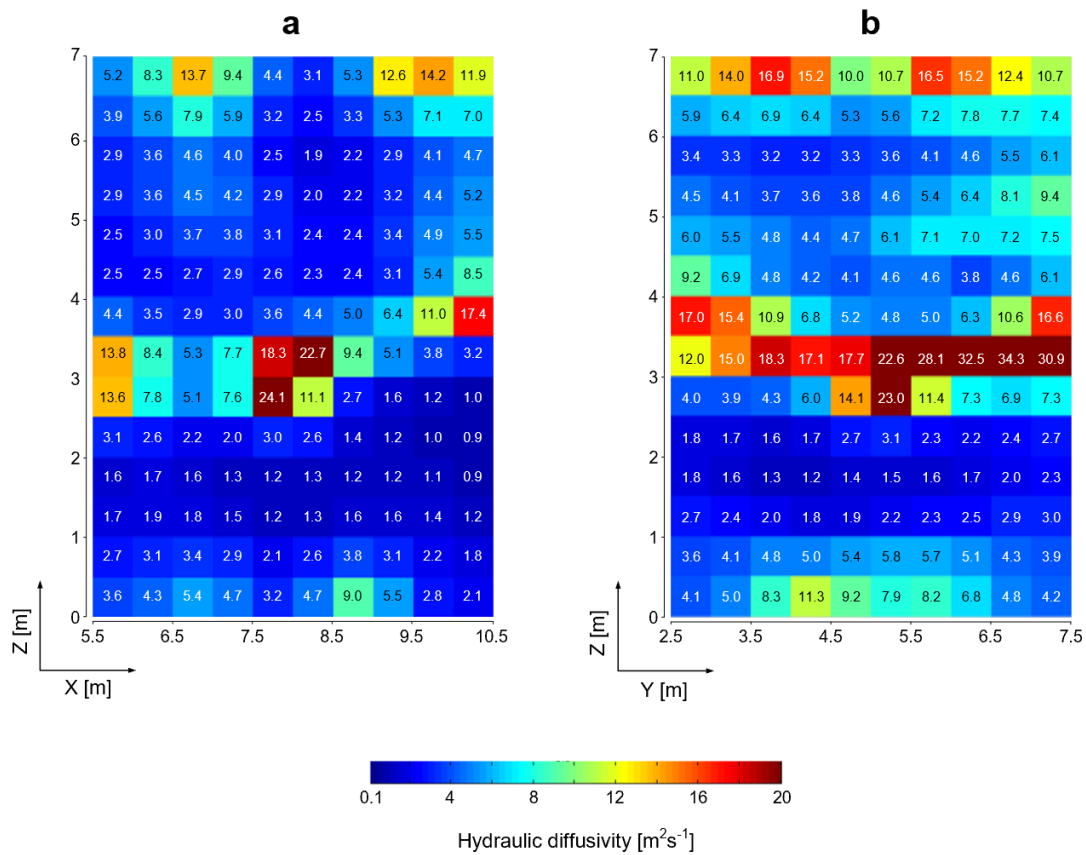 a
b
7
5.2 8.3 13.7 9.4 4.4 3.1 5.3 12.6 14.2 11.9
3.9 5.6 7.9 5.9 3.2 2.5 3.3 5.3 7.1 7.0
6
2.9 3.6 4.6 4.0 2.5 1.9 2.2 2.9 4.1 4.7
2.9 3.6 4.5 4.2 2.9 2.0 2.2 3.2 4.4 5.2
5
2.5 3.0 3.7 3.8 3.1 2.4 2.4 3.4 4.9 5.5
2.5 2.5 2.7 2.9 2.6 2.3 2.4 3.1 5.4 8.5
4
4.4 3.5 2.9 3.0 3.6 4.4 5.0 6.4 11.0 17.4
13.8 8.4 5.3 7.7 18.3 22.7 9.4 5.1 3.8 3.2
3
13.6 7.8 5.1 7.6 24.1 11.1 2.7 1.6 1.2 1.0
3.1 2.6 2.2 2.0 3.0 2.6 1.4 1.2 1.0 0.9
2
1.6 1.7 1.6 1.3 1.2 1.3 1.2 1.2 1.1 0.9
1.7 1.9 1.8 1.5 1.2 1.3 1.6 1.6 1.4 1.2
1
2.7 3.1 3.4 2.9 2.1 2.6 3.8 3.1 2.2 1.8
3.6 4.3 5.4 4.7 3.2 4.7 9.0 5.5 2.8 2.1
0
5.5 6.5 7.5 8.5 9.5 10.5
Z [m]
X [m]
7
11.0 14.0 16.9 15.2 10.0 10.7 16.5 15.2 12.4 10.7
5.9 6.4 6.9 6.4 5.3 5.6 7.2 7.8 7.7 7.4
6
3.4 3.3 3.2 3.2 3.3 3.6 4.1 4.6 5.5 6.1
4.5 4.1 3.7 3.6 3.8 4.6 5.4 6.4 8.1 9.4
5
6.0 5.5 4.8 4.4 4.7 6.1 7.1 7.0 7.2 7.5
9.2 6.9 4.8 4.2 4.1 4.6 4.6 3.8 4.6 6.1
4
17.0 15.4 10.9 6.8 5.2 4.8 5.0 6.3 10.6 16.6
12.0 15.0 18.3 17.1 17.7 22.6 28.1 32.5 34.3 30.9
3
4.0 3.9 4.3 6.0 14.1 23.0 11.4 7.3 6.9 7.3
1.8 1.7 1.6 1.7 2.7 3.1 2.3 2.2 2.4 2.7
2
1.8 1.6 1.3 1.2 1.4 1.5 1.6 1.7 2.0 2.3
2.7 2.4 2.0 1.8 1.9 2.2 2.3 2.5 2.9 3.0
1
3.6 4.1 4.8 5.0 5.4 5.8 5.7 5.1 4.3 3.9
4.1 5.0 8.3 11.3 9.2 7.9 8.2 6.8 4.8 4.2
0
2.5 3.5 4.5 5.5 6.5 7.5
Z [m]
Y [m]
0.1 4 8 12 16 20
Hydraulic diffusivity [m²s⁻¹]